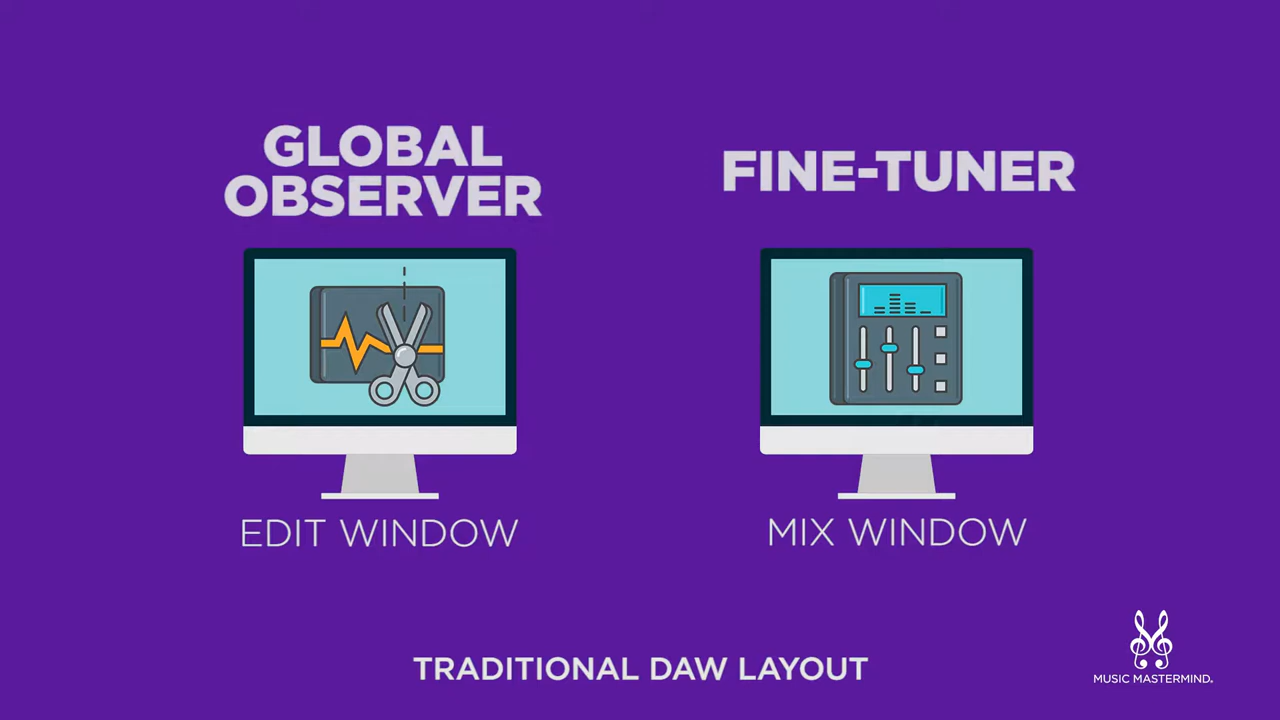 GLOBAL
OBSERVER
FINE-TUNER
EDIT WINDOW
MIX WINDOW
TRADITIONAL DAW LAYOUT
MUSIC MASTERMIND®